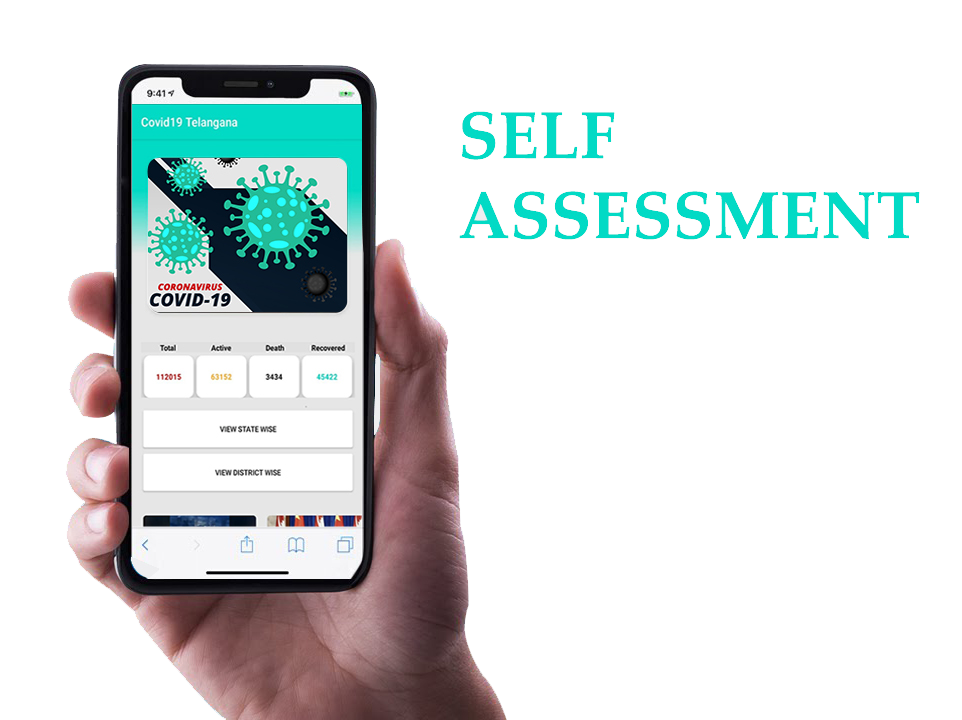 9:41
Covid19 Telangana
CORONAVIRUS
COVID-19
Total Active Death Recovered
112015 63152 3434 45422
VIEW STATE WISE
VIEW DISTRICT WISE
SELF
ASSESSMENT